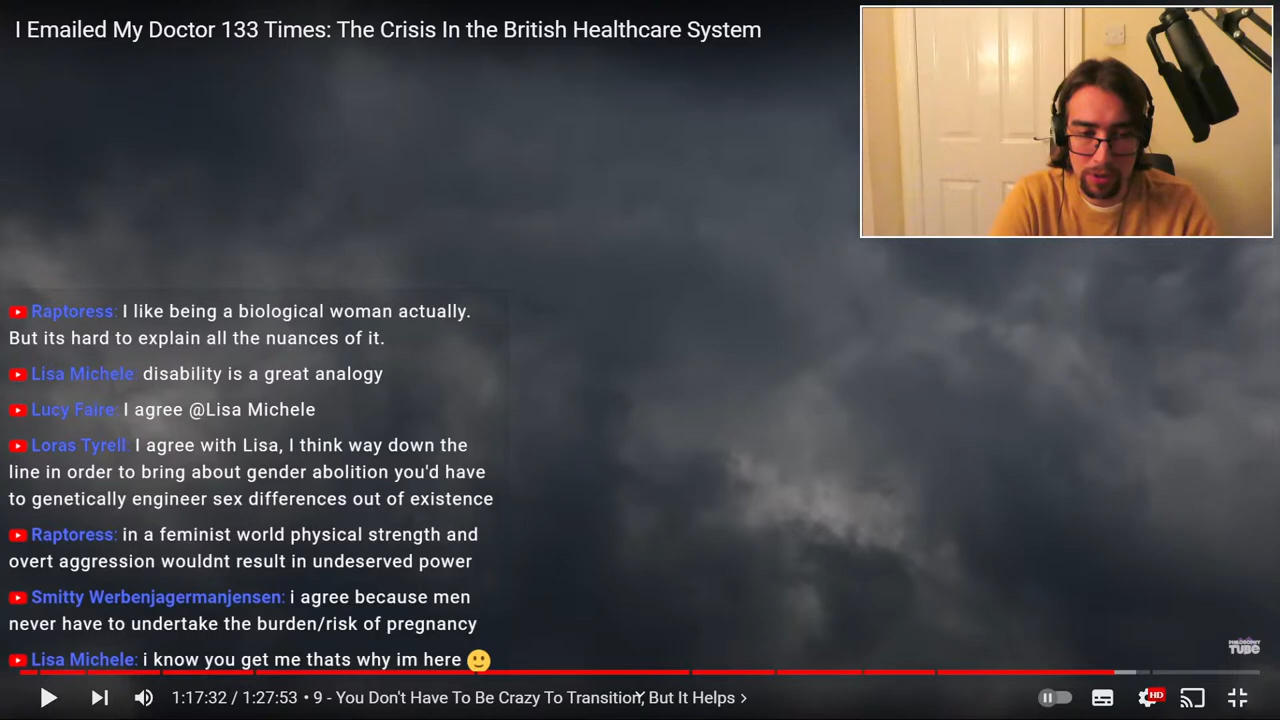 I Emailed My Doctor 133 Times: The Crisis In the British Healthcare System
Raptoress: I like being a biological woman actually.
But its hard to explain all the nuances of it.
Lisa Michele: disability is a great analogy
Lucy Faire: I agree @Lisa Michele
Loras Tyrell: I agree with Lisa, I think way down the
line in order to bring about gender abolition you'd have
to genetically engineer sex differences out of existence
Raptoress: in a feminist world physical strength and
overt aggression wouldnt result in undeserved power
Smitty Werbenjagermanjensen: i agree because men
never have to undertake the burden/risk of pregnancy
Lisa Michele: i know you get me thats why im here 🙂
PHILOSOPHY
TUBE
1:17:32 / 1:27:53 • 9 - You Don't Have To Be Crazy To Transition, But It Helps >
HD